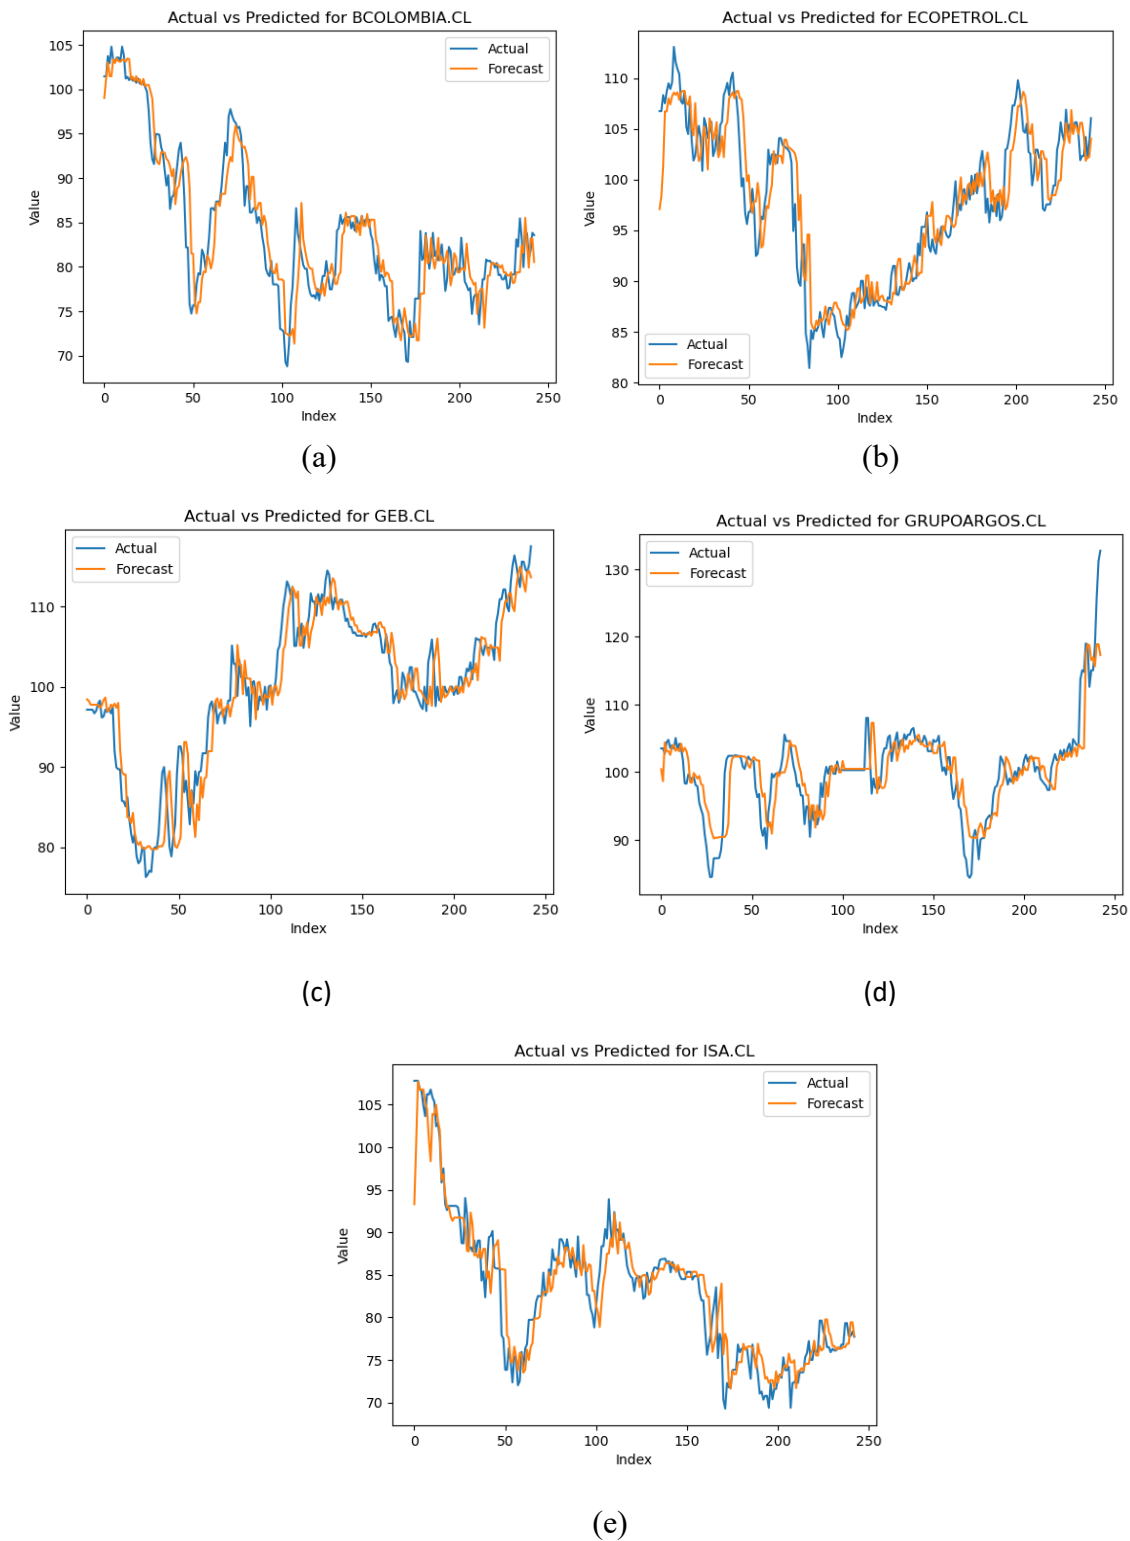 Actual vs Predicted for BCOLOMBIA.CL
Actual
Forecast
105
100
95
90
85
80
75
70
Value
0 50 100 150 200 250
Index
(a)
Actual vs Predicted for ECOPETROL.CL
110
105
100
95
90
85
80
Value
Actual
Forecast
0 50 100 150 200 250
Index
(b)
Actual vs Predicted for GEB.CL
Actual
Forecast
110
100
90
80
Value
0 50 100 150 200 250
Index
(c)
Actual vs Predicted for GRUPOARGOS.CL
Actual
Forecast
130
120
110
100
90
Value
0 50 100 150 200 250
Index
(d)
Actual vs Predicted for ISA.CL
Actual
Forecast
105
100
95
90
85
80
75
70
Value
0 50 100 150 200 250
Index
(e)